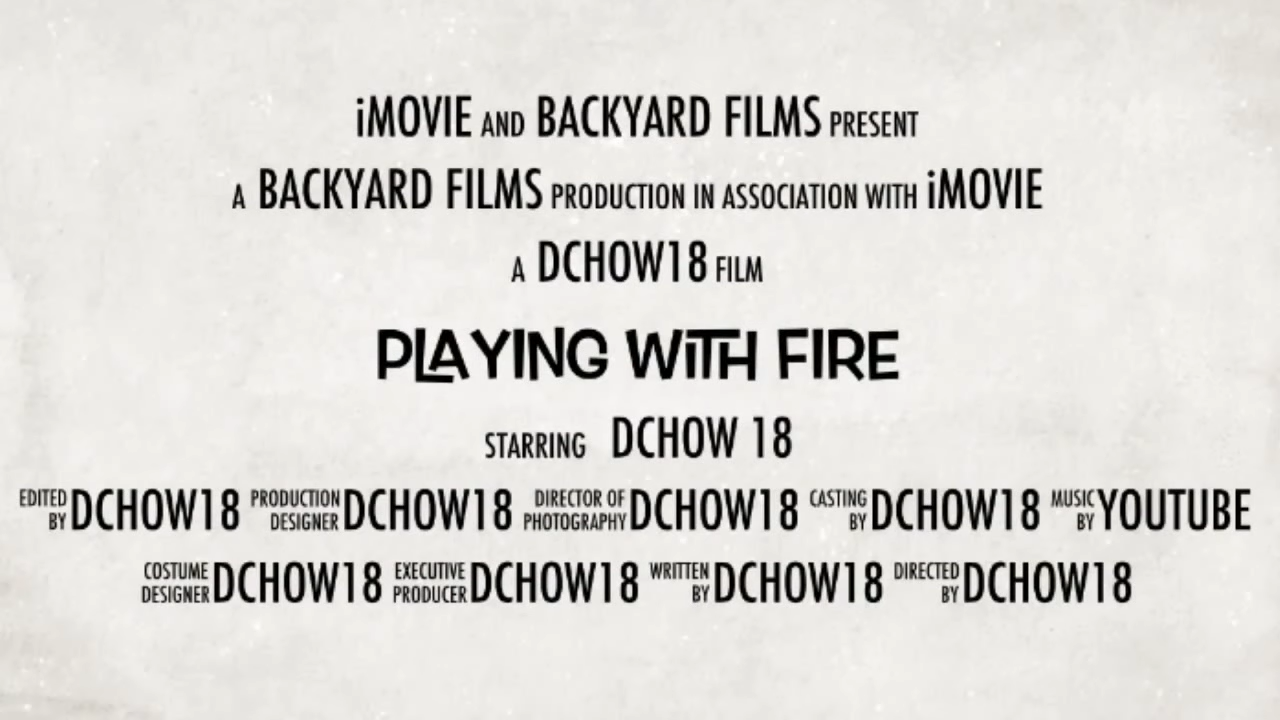 iMOVIE AND BACKYARD FILMS PRESENT
A BACKYARD FILMS PRODUCTION IN ASSOCIATION WITH iMOVIE
A DCHOW18 FILM
PLAYING WiTH FIRE
STARRING DCHOW 18
EDITED BY DCHOW18 PRODUCTION DESIGNER DCHOW18 DIRECTOR OF PHOTOGRAPHY DCHOW18 CASTING BY DCHOW18 MUSIC BY YOUTUBE
COSTUME DESIGNER DCHOW18 EXECUTIVE PRODUCER DCHOW18 WRITTEN BY DCHOW18 DIRECTED BY DCHOW18